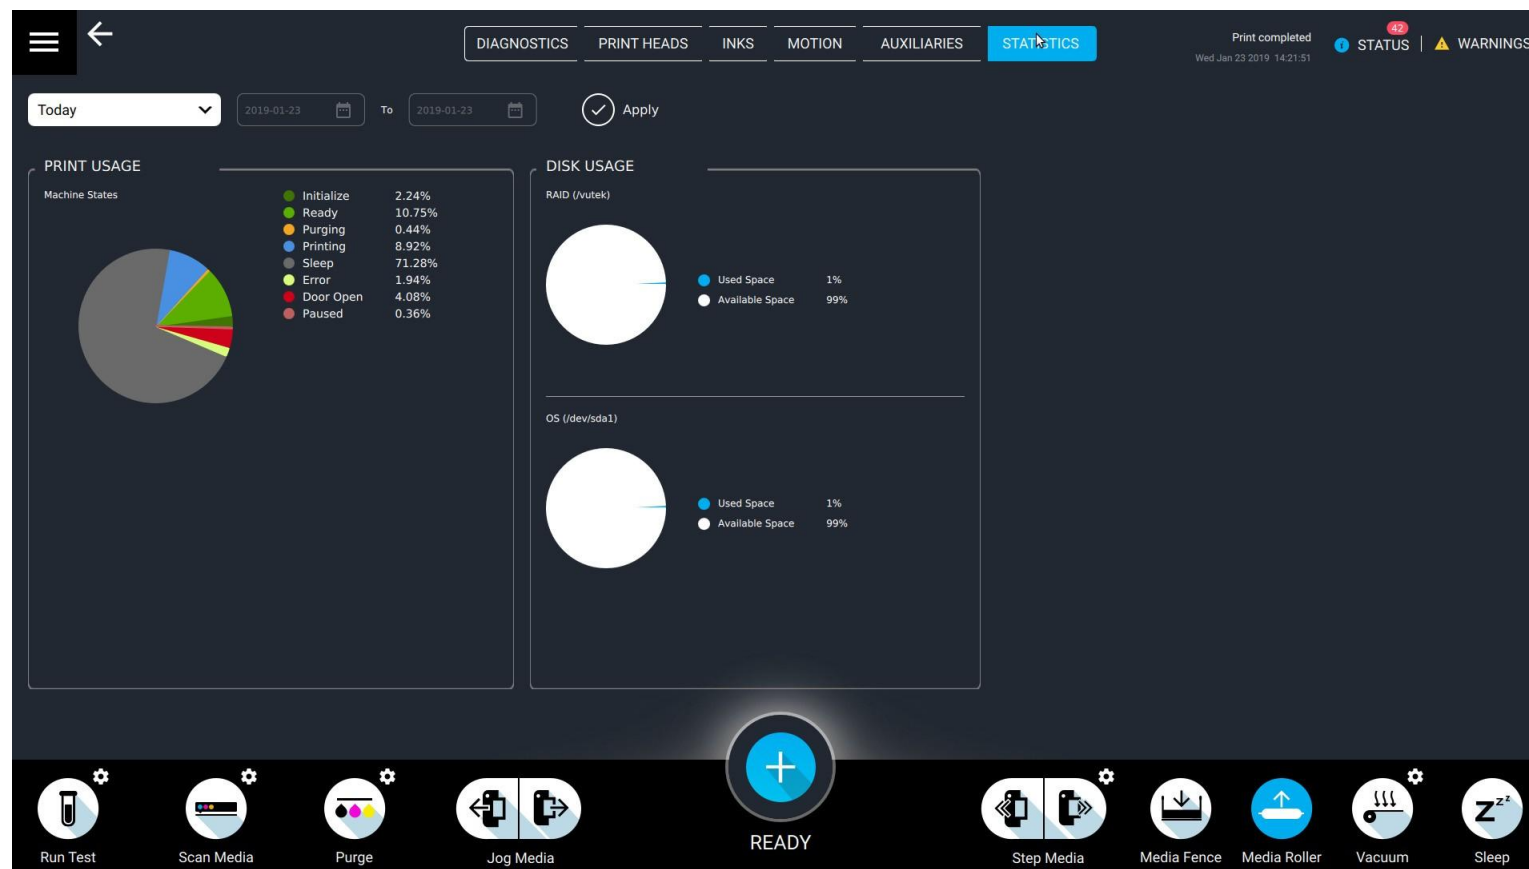 DIAGNOSTICS PRINT HEADS INKS MOTION AUXILIARIES STATISTICS
Print completed
Wed Jan 23 2019 14:21:51
42
STATUS WARNINGS
Today 2019-01-23 To 2019-01-23 Apply
PRINT USAGE
Machine States
Initialize 2.24%
Ready 10.75%
Purging 0.44%
Printing 8.92%
Sleep 71.28%
Error 1.94%
Door Open 4.08%
Paused 0.36%
DISK USAGE
RAID (/vutek)
Used Space 1%
Available Space 99%
OS (/dev/sda1)
Used Space 1%
Available Space 99%
Run Test
Scan Media
Purge
Jog Media
READY
Step Media
Media Fence
Media Roller
Vacuum
Zzz
Sleep